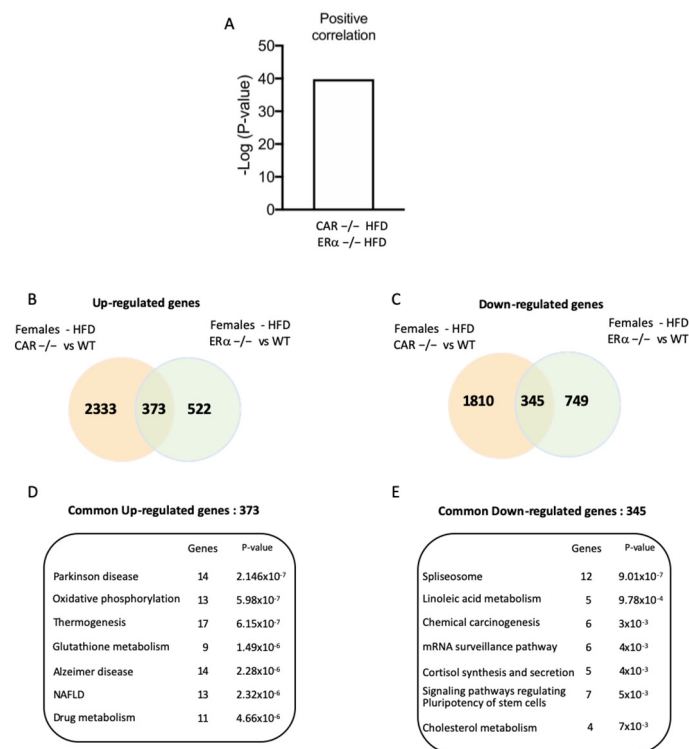 A
Positive
correlation
-Log (P-value)
50
40
30
20
10
0
CAR −/− HFD
ERα −/− HFD
B
Up-regulated genes
Females - HFD
CAR −/− vs WT
Females - HFD
ERα −/− vs WT
2333
373
522
C
Down-regulated genes
Females - HFD
CAR −/− vs WT
Females - HFD
ERα −/− vs WT
1810
345
749
D
Common Up-regulated genes : 373
Genes P-value
Parkinson disease 14 2.146x10⁻⁷
Oxidative phosphorylation 13 5.98x10⁻⁷
Thermogenesis 17 6.15x10⁻⁷
Glutathione metabolism 9 1.49x10⁻⁶
Alzeimer disease 14 2.28x10⁻⁶
NAFLD 13 2.32x10⁻⁶
Drug metabolism 11 4.66x10⁻⁶
E
Common Down-regulated genes : 345
Genes P-value
Spliseosome 12 9.01x10⁻⁷
Linoleic acid metabolism 5 9.78x10⁻⁴
Chemical carcinogenesis 6 3x10⁻³
mRNA surveillance pathway 6 4x10⁻³
Cortisol synthesis and secretion 5 4x10⁻³
Signaling pathways regulating
Pluripotency of stem cells 7 5x10⁻³
Cholesterol metabolism 4 7x10⁻³